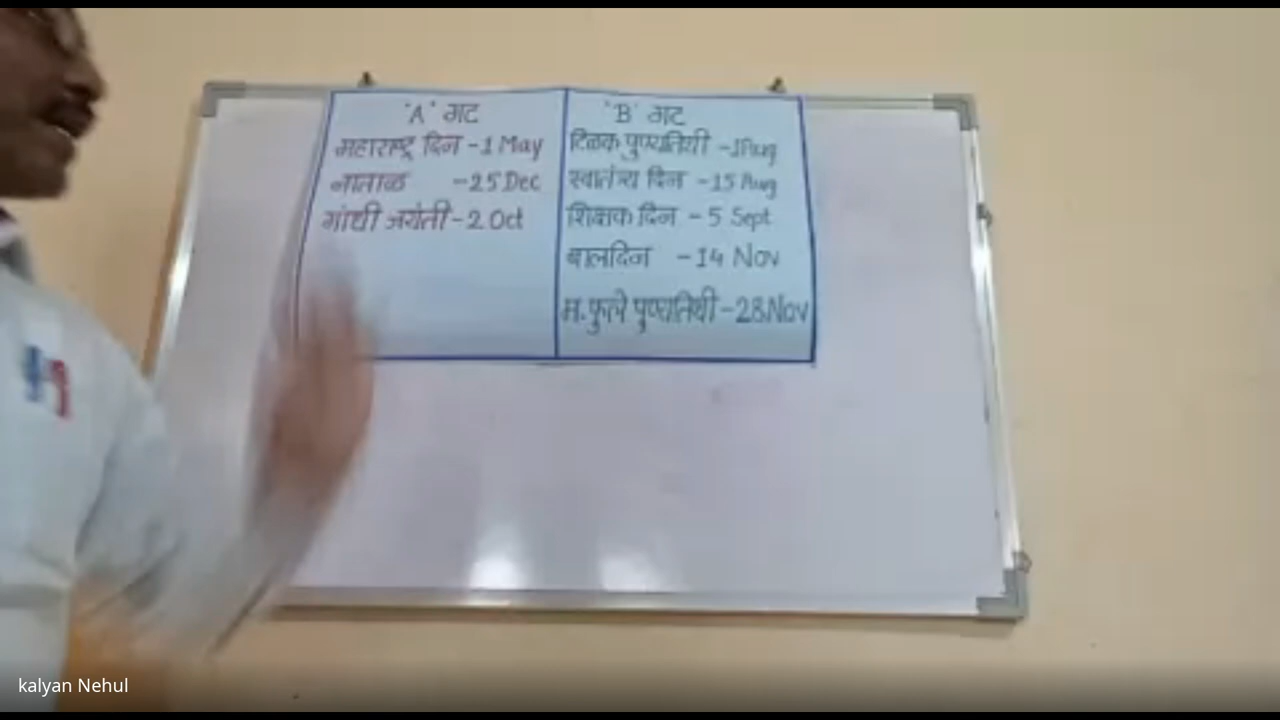 'A' गट
महाराष्ट्र दिन - 1 May
नाताळ - 25 Dec
गांधी जयंती - 2 Oct
'B' गट
टिळक पुण्यतिथी - 1 Aug
स्वातंत्र्य दिन - 15 Aug
शिक्षक दिन - 5 Sept
बालदिन - 14 Nov
म. फुले पुण्यतिथी - 28 Nov
kalyan Nehul